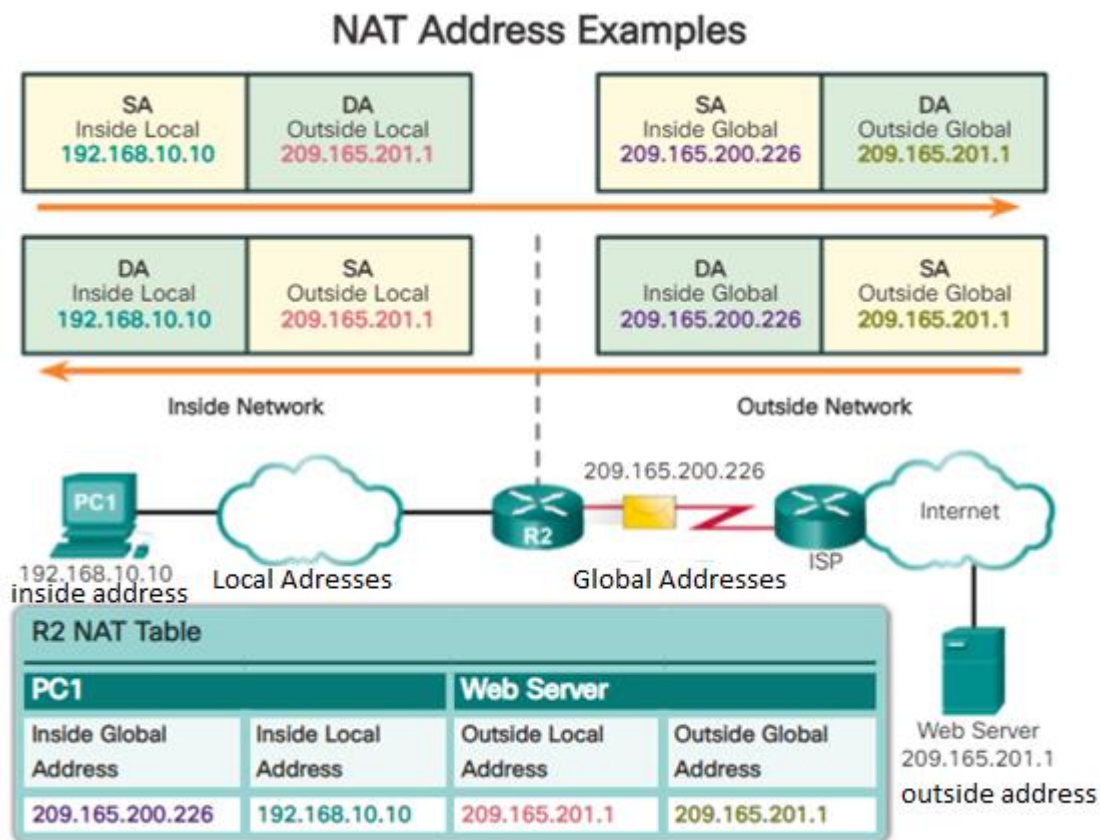 NAT Address Examples
SA
Inside Local
192.168.10.10
DA
Outside Local
209.165.201.1
SA
Inside Global
209.165.200.226
DA
Outside Global
209.165.201.1
DA
Inside Local
192.168.10.10
SA
Outside Local
209.165.201.1
DA
Inside Global
209.165.200.226
SA
Outside Global
209.165.201.1
Inside Network
Outside Network
209.165.200.226
PC1
R2
ISP
Internet
192.168.10.10
inside address
Local Adresses
Global Addresses
R2 NAT Table
PC1
Web Server
Inside Global
Address
Inside Local
Address
Outside Local
Address
Outside Global
Address
209.165.200.226
192.168.10.10
209.165.201.1
209.165.201.1
Web Server
209.165.201.1
outside address